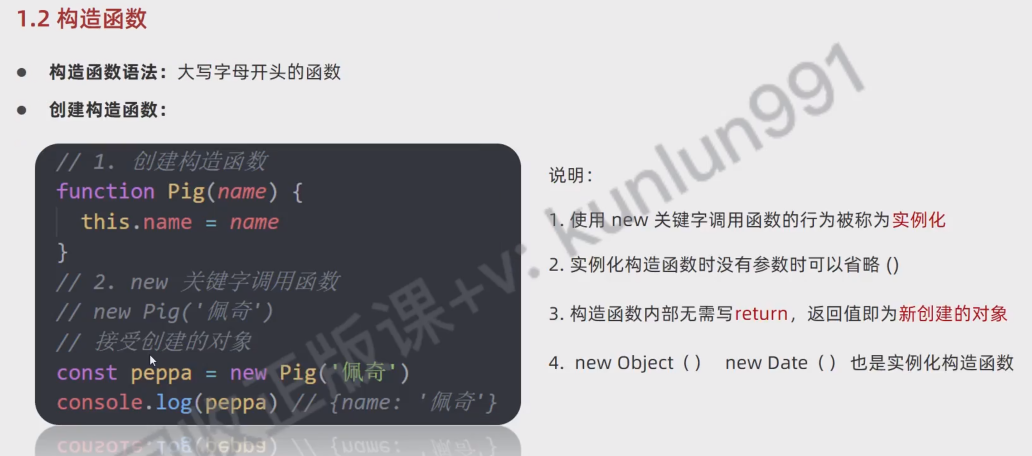 1.2 构造函数
● 构造函数语法：大写字母开头的函数
● 创建构造函数：
// 1. 创建构造函数
function Pig(name) {
this.name = name
}
// 2. new 关键字调用函数
// new Pig('佩奇')
// 接受创建的对象
const peppa = new Pig('佩奇')
console.log(peppa) // {name: '佩奇'}
说明：
1. 使用 new 关键字调用函数的行为被称为实例化
2. 实例化构造函数时没有参数时可以省略 ()
3. 构造函数内部无需写return，返回值即为新创建的对象
4. new Object（） new Date（）也是实例化构造函数
正版课+v: kunlun991